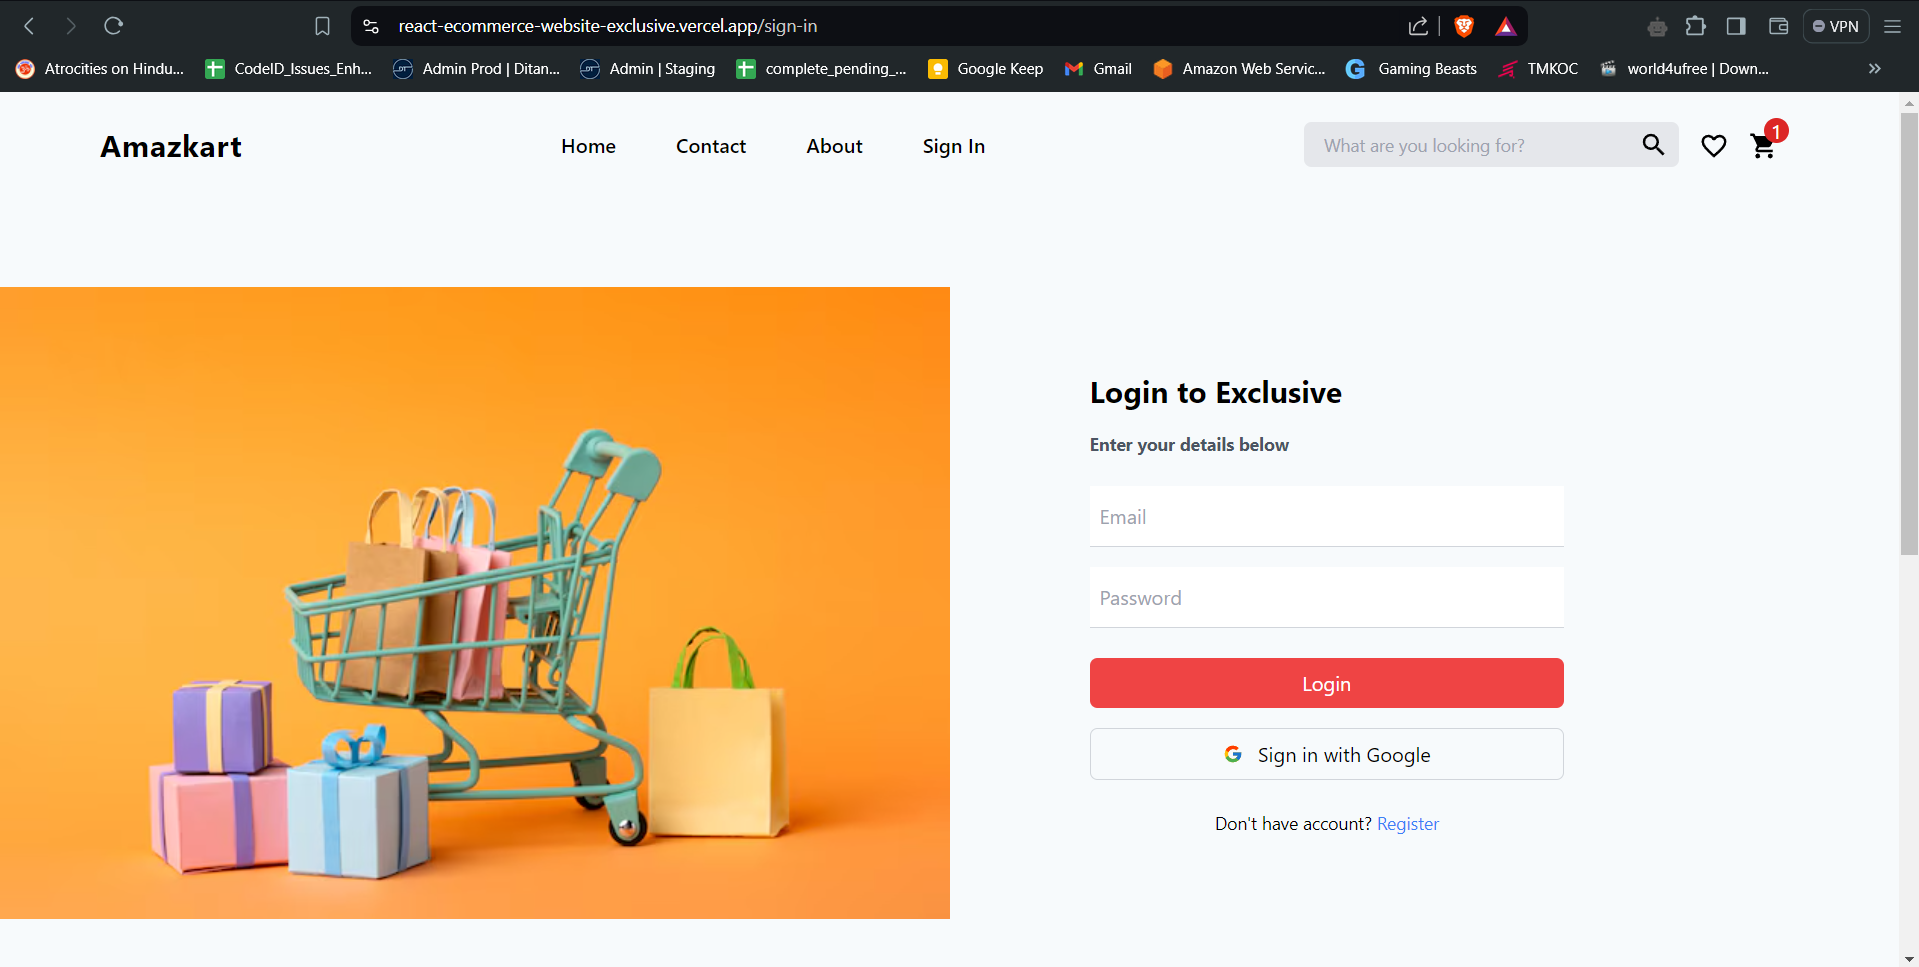 react-ecommerce-website-exclusive.vercel.app/sign-in
VPN
Atrocities on Hindu...
CodeID_Issues_Enh...
Admin Prod | Ditan...
Admin | Staging
complete_pending_...
Google Keep
Gmail
Amazon Web Servic...
Gaming Beasts
TMKOC
world4ufree | Down...
Amazkart
Home
Contact
About
Sign In
What are you looking for?
1
Login to Exclusive
Enter your details below
Email
Password
Login
Sign in with Google
Don't have account? Register